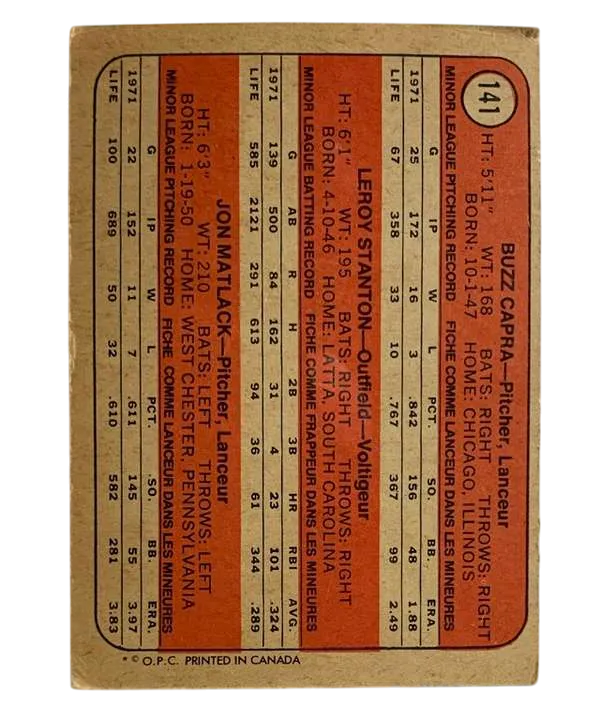 141
BUZZ CAPRA—Pitcher, Lanceur
HT: 5'11" WT: 168 BATS: RIGHT THROWS: RIGHT
BORN: 10-1-47 HOME: CHICAGO, ILLINOIS
MINOR LEAGUE PITCHING RECORD FICHE COMME LANCEUR DANS LES MINEURES
G IP W L PCT. SO. BB. ERA.
1971 25 172 16 3 .842 156 48 1.88
LIFE 67 358 33 10 .767 367 99 2.49
LEROY STANTON—Outfield—Voltigeur
HT: 6'1" WT: 195 BATS: RIGHT THROWS: RIGHT
BORN: 4-10-46 HOME: LATTA, SOUTH CAROLINA
MINOR LEAGUE BATTING RECORD FICHE COMME FRAPPEUR DANS LES MINEURES
G AB R H 2B 3B HR RBI AVG.
1971 139 500 84 162 31 4 23 101 .324
LIFE 585 2121 291 613 94 36 61 344 .289
JON MATLACK—Pitcher, Lanceur
HT: 6'3" WT: 210 BATS: LEFT THROWS: LEFT
BORN: 1-19-50 HOME: WEST CHESTER, PENNSYLVANIA
MINOR LEAGUE PITCHING RECORD FICHE COMME LANCEUR DANS LES MINEURES
G IP W L PCT. SO. BB. ERA.
1971 22 152 11 7 .611 145 55 3.97
LIFE 100 689 50 32 .610 582 281 3.83
* © O.P.C. PRINTED IN CANADA